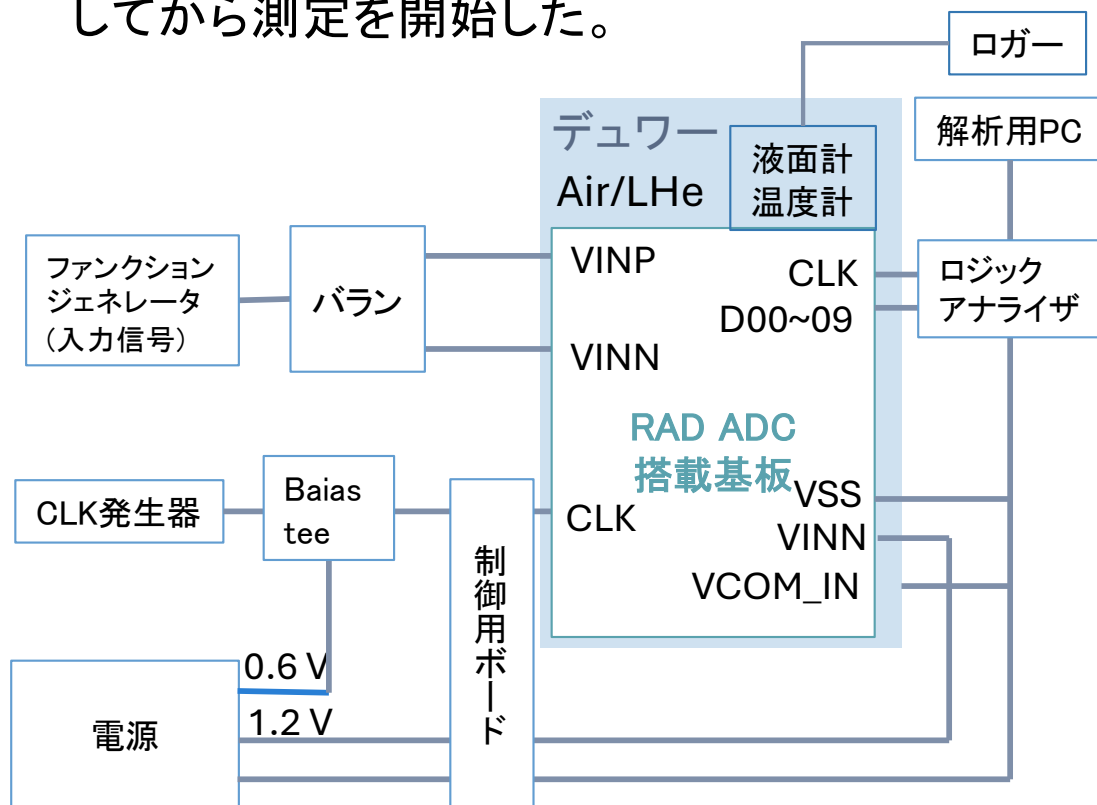 してから測定を開始した。
ロガー
デュワー
Air/LHe
液面計
温度計
解析用PC
ファンクション
ジェネレータ
(入力信号)
バラン
VINP
VINN
CLK
D00~09
ロジック
アナライザ
RAD ADC
搭載基板
CLK発生器
Baias
tee
制御用ボード
CLK
VSS
VINN
VCOM_IN
電源
0.6 V
1.2 V